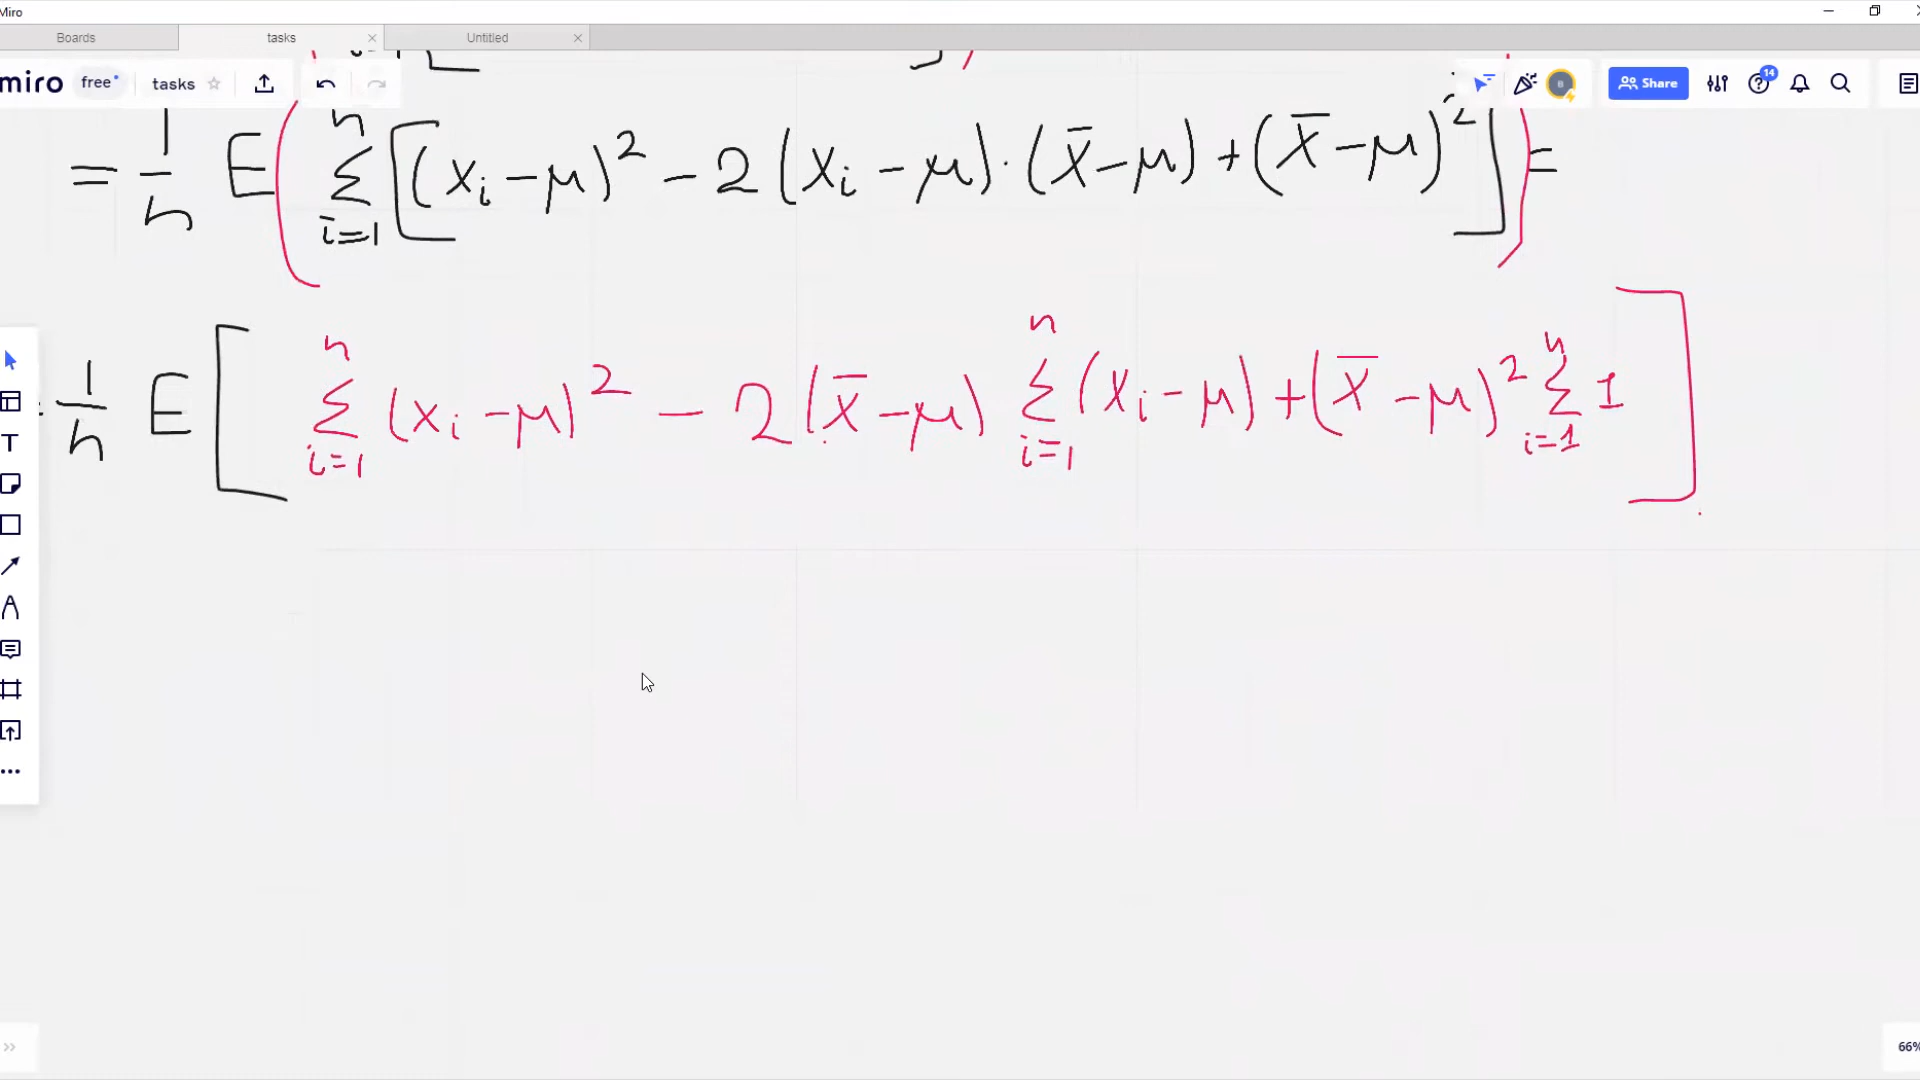 Miro
Boards tasks Untitled
miro free tasks Share 14
= 1/n E( Σ_{i=1}^{n} [(x_i − μ)² − 2(x_i − μ)·(x̄ − μ) + (x̄ − μ)²] ) =
1/n E[ Σ_{i=1}^{n} (x_i − μ)² − 2(x̄ − μ) Σ_{i=1}^{n} (x_i − μ) + (x̄ − μ)² Σ_{i=1}^{n} 1 ]
66%